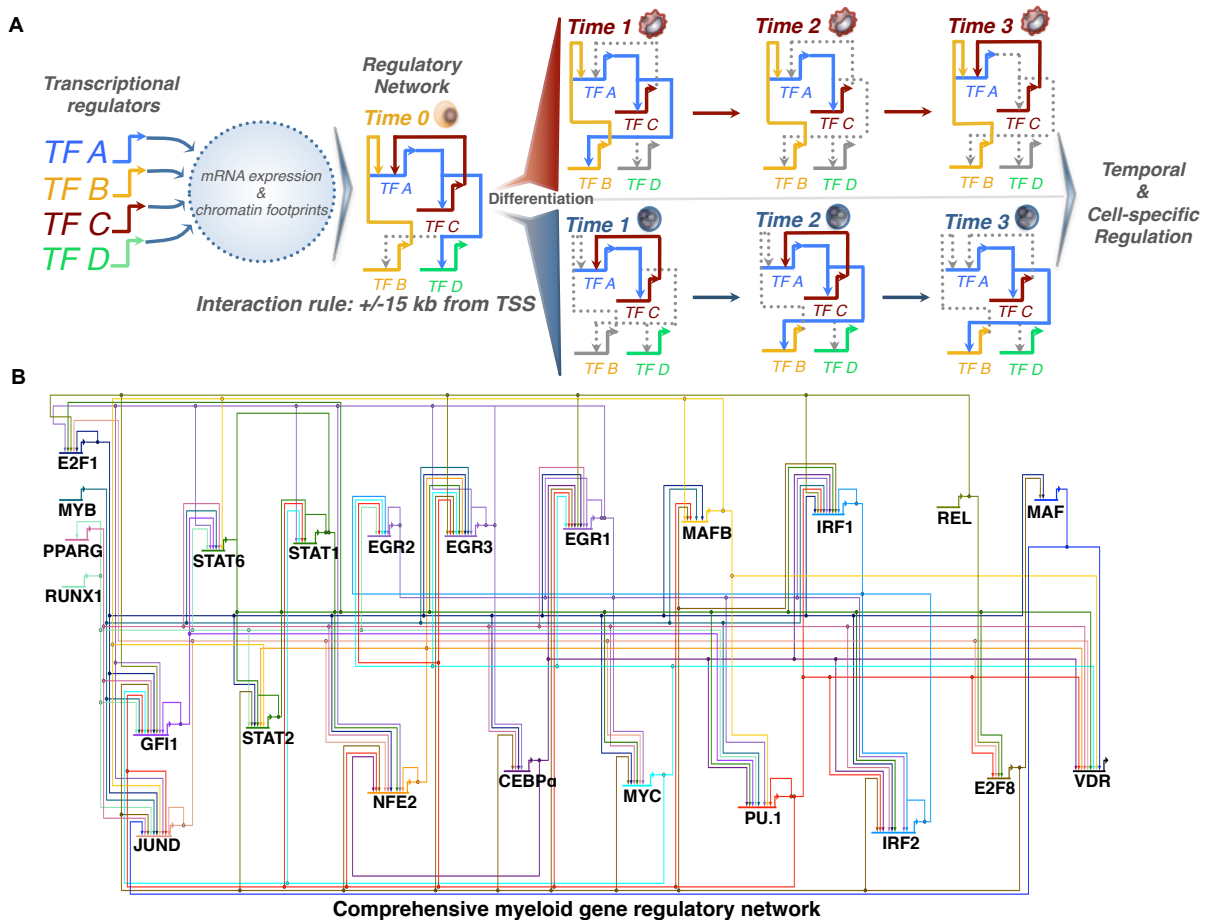 A
Transcriptional
regulators
TF A
TF B
TF C
TF D
mRNA expression
&
chromatin footprints
Regulatory
Network
Time 0
TF A
TF C
TF B
TF D
Interaction rule: +/-15 kb from TSS
Differentiation
Time 1
TF A
TF C
TF B
TF D
Time 2
TF A
TF C
TF B
TF D
Time 3
TF A
TF C
TF B
TF D
Time 1
TF A
TF C
TF B
TF D
Time 2
TF A
TF C
TF B
TF D
Time 3
TF A
TF C
TF B
TF D
Temporal
&
Cell-specific
Regulation
B
E2F1
MYB
PPARG
RUNX1
STAT6
STAT1
EGR2
EGR3
EGR1
MAFB
IRF1
REL
MAF
GFI1
STAT2
JUND
NFE2
CEBPα
MYC
PU.1
IRF2
E2F8
VDR
Comprehensive myeloid gene regulatory network